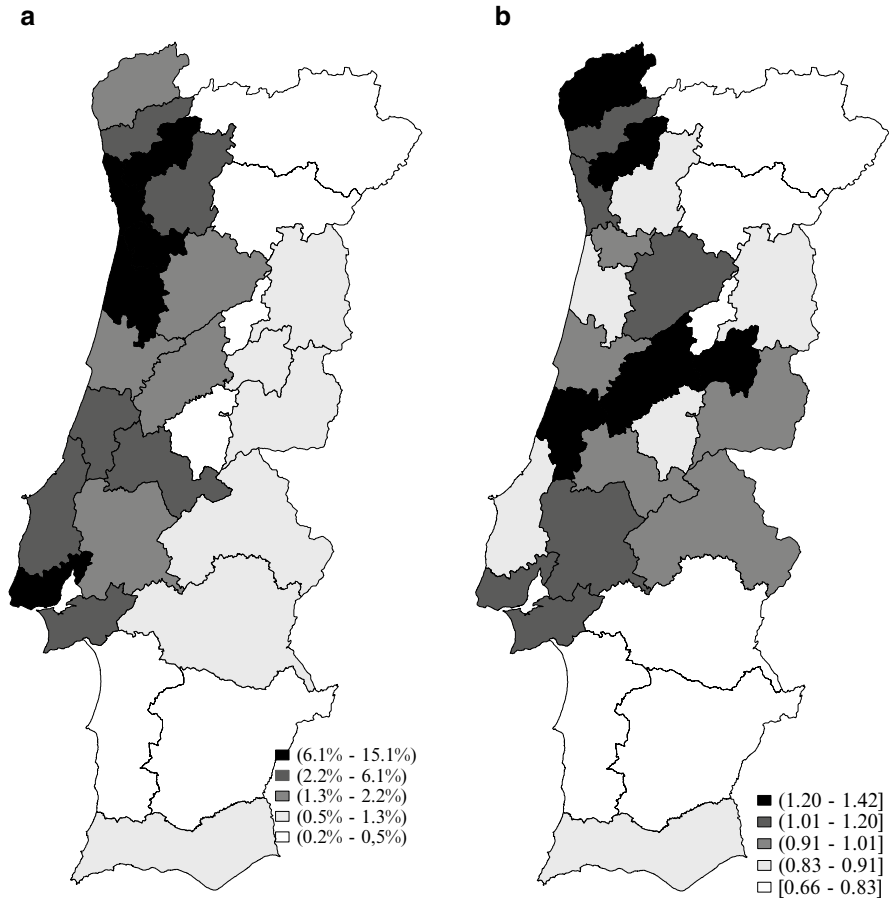 a
b
(6.1% - 15.1%)
(2.2% - 6.1%)
(1.3% - 2.2%)
(0.5% - 1.3%)
(0.2% - 0,5%)
(1.20 - 1.42]
(1.01 - 1.20]
(0.91 - 1.01]
(0.83 - 0.91]
[0.66 - 0.83]